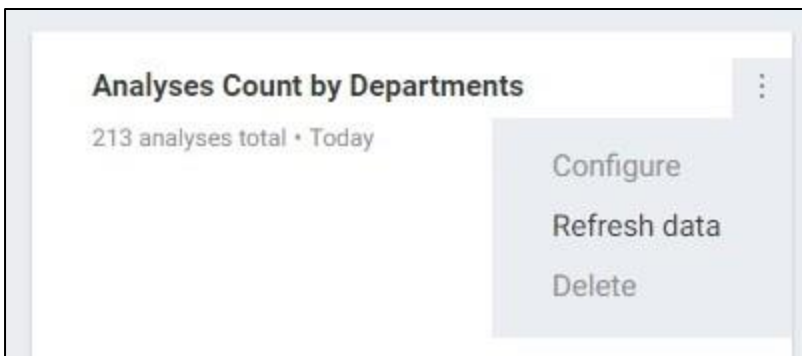 Analyses Count by Departments
213 analyses total • Today
Configure
Refresh data
Delete